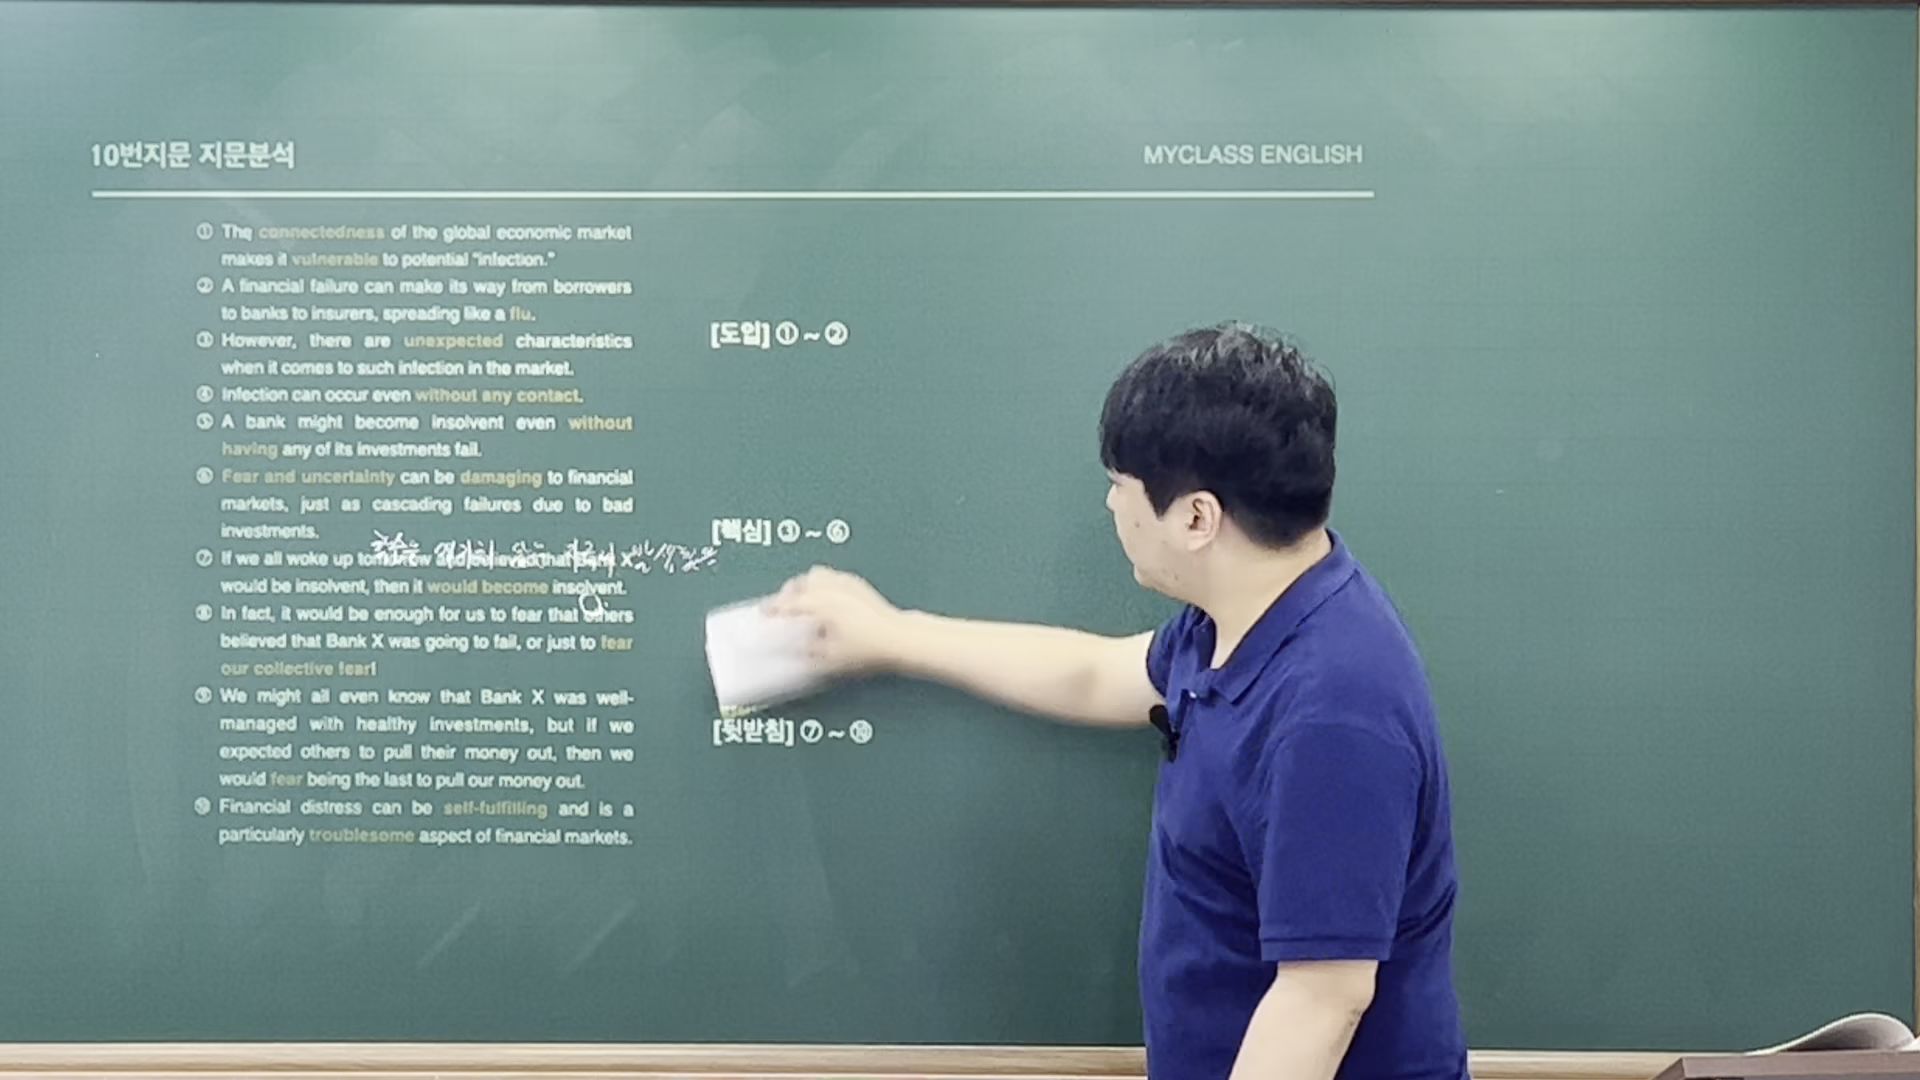 10번지문 지문분석
MYCLASS ENGLISH
① The connectedness of the global economic market
makes it vulnerable to potential "infection."
② A financial failure can make its way from borrowers
to banks to insurers, spreading like a flu.
③ However, there are unexpected characteristics
when it comes to such infection in the market.
④ Infection can occur even without any contact.
⑤ A bank might become insolvent even without
having any of its investments fail.
⑥ Fear and uncertainty can be damaging to financial
markets, just as cascading failures due to bad
investments.
⑦ If we all woke up tomorrow and believed that Bank X
would be insolvent, then it would become insolvent.
⑧ In fact, it would be enough for us to fear that others
believed that Bank X was going to fail, or just to fear
our collective fear!
⑨ We might all even know that Bank X was well-
managed with healthy investments, but if we
expected others to pull their money out, then we
would fear being the last to pull our money out.
⑩ Financial distress can be self-fulfilling and is a
particularly troublesome aspect of financial markets.
[도입] ① ~ ②
[핵심] ③ ~ ⑥
[뒷받침] ⑦ ~ ⑩